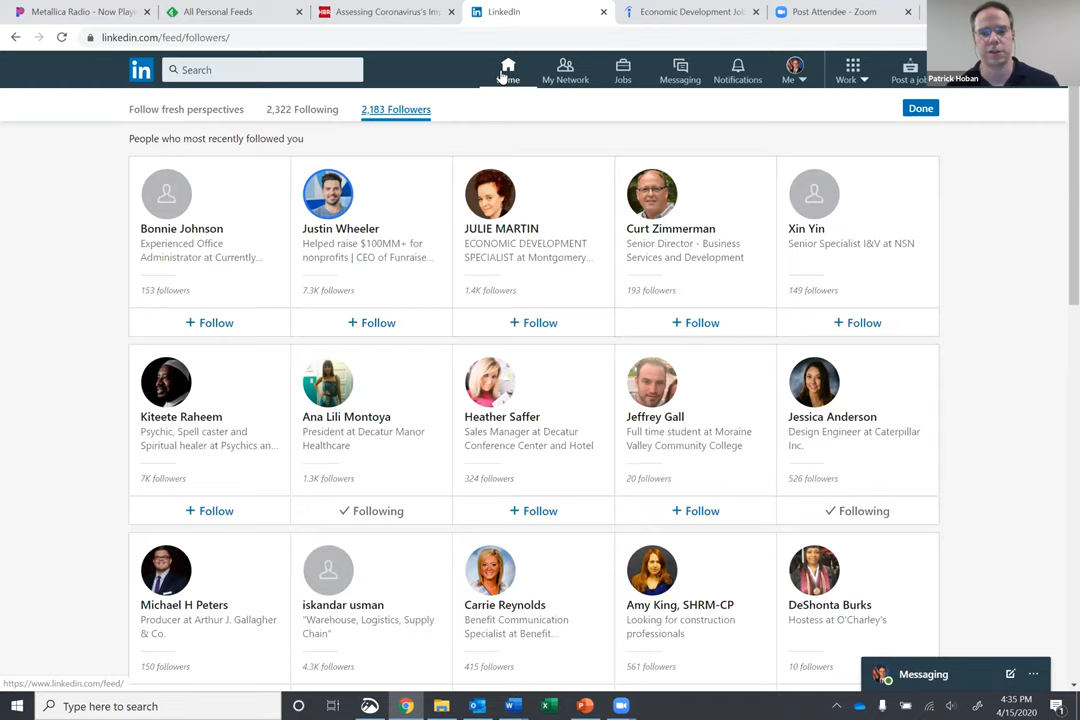 Metallica Radio - Now Play
All Personal Feeds
HBR
Assessing Coronavirus's Im
LinkedIn
Economic Development Jo
Post Attendee - Zoom
linkedin.com/feed/followers/
Patrick Hoban
in
Search
Home
My Network
Jobs
Messaging
Notifications
Me
Work
Post a job
Follow fresh perspectives
2,322 Following
2,183 Followers
Done
People who most recently followed you
Bonnie Johnson
Experienced Office
Administrator at Currently...
153 followers
+ Follow
Justin Wheeler
Helped raise $100MM+ for
nonprofits | CEO of Funraise...
7.3K followers
+ Follow
JULIE MARTIN
ECONOMIC DEVELOPMENT
SPECIALIST at Montgomery...
1.4K followers
+ Follow
Curt Zimmerman
Senior Director - Business
Services and Development
193 followers
+ Follow
Xin Yin
Senior Specialist I&V at NSN
149 followers
+ Follow
Kiteete Raheem
Psychic, Spell caster and
Spiritual healer at Psychics an...
7K followers
+ Follow
Ana Lili Montoya
President at Decatur Manor
Healthcare
1.3K followers
Following
Heather Saffer
Sales Manager at Decatur
Conference Center and Hotel
324 followers
+ Follow
Jeffrey Gall
Full time student at Moraine
Valley Community College
20 followers
+ Follow
Jessica Anderson
Design Engineer at Caterpillar
Inc.
526 followers
Following
Michael H Peters
Producer at Arthur J. Gallagher
& Co.
150 followers
iskandar usman
"Warehouse, Logistics, Supply
Chain"
4.3K followers
Carrie Reynolds
Benefit Communication
Specialist at Benefit...
415 followers
Amy King, SHRM-CP
Looking for construction
professionals
561 followers
DeShonta Burks
Hostess at O'Charley's
10 followers
Messaging
https://www.linkedin.com/feed/
Type here to search
4:35 PM
4/15/2020